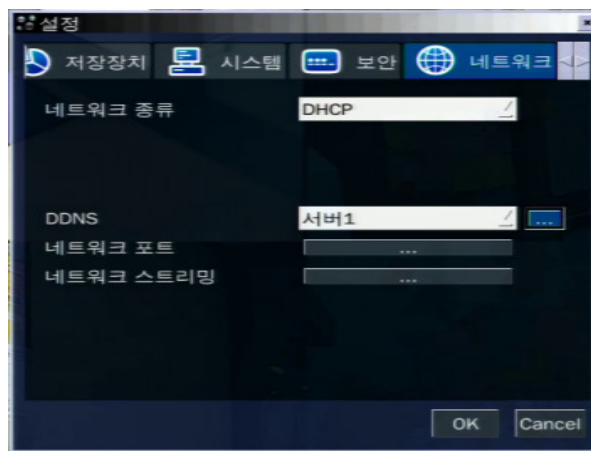 설정
저장장치 시스템 보안 네트워크
네트워크 종류 DHCP
DDNS 서버1 ...
네트워크 포트 ...
네트워크 스트리밍 ...
OK Cancel